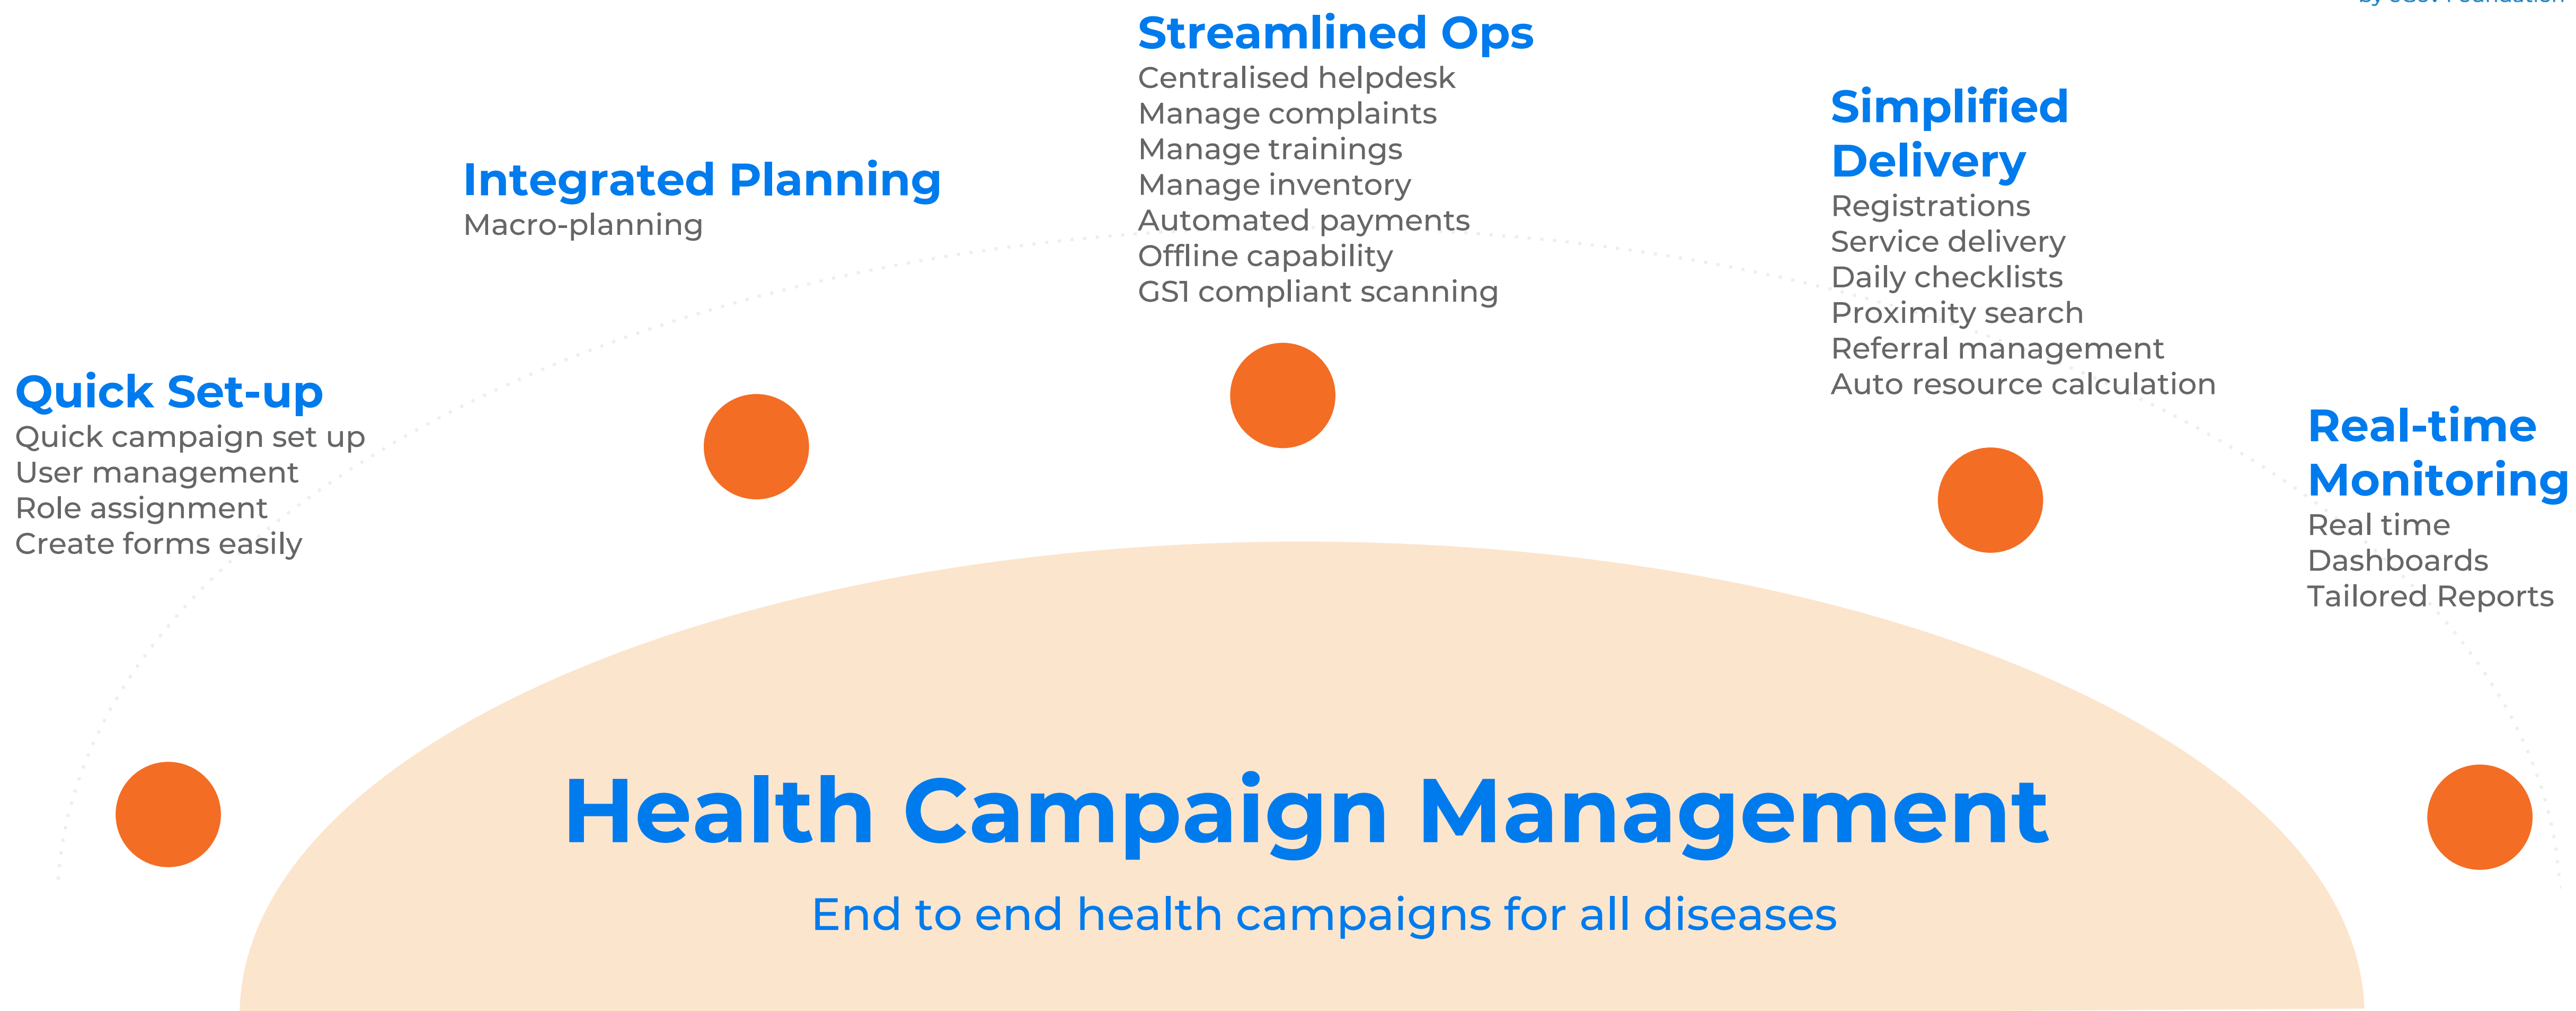 Streamlined Ops
Centralised helpdesk
Manage complaints
Manage trainings
Manage inventory
Automated payments
Offline capability
GS1 compliant scanning
Simplified
Delivery
Registrations
Service delivery
Daily checklists
Proximity search
Referral management
Auto resource calculation
Integrated Planning
Macro-planning
Quick Set-up
Quick campaign set up
User management
Role assignment
Create forms easily
Real-time
Monitoring
Real time
Dashboards
Tailored Reports
Health Campaign Management
End to end health campaigns for all diseases